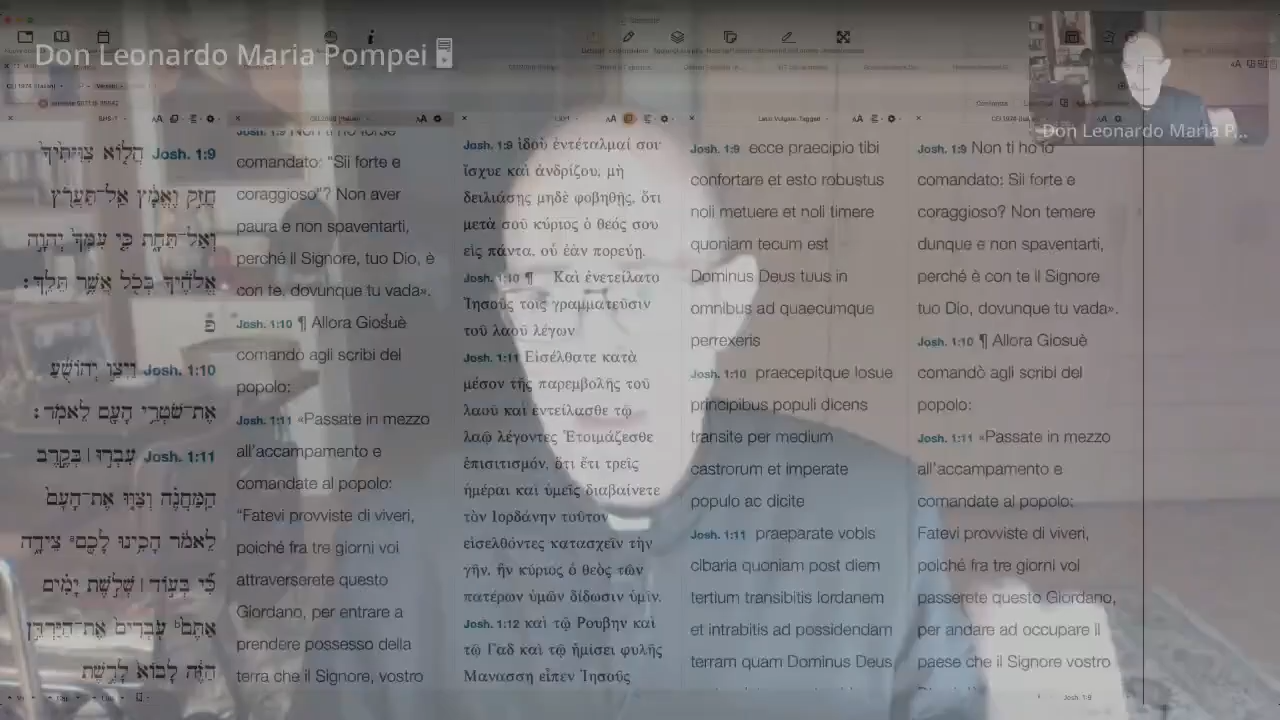 Don Leonardo Maria Pompei
Don Leonardo Maria P...
Josh. 1:9 הֲל֤וֹא צִוִּיתִ֙יךָ֙
חֲזַ֣ק וֶאֱמָ֔ץ אַֽל־תַּעֲרֹ֖ץ
וְאַל־תֵּחָ֑ת כִּ֤י עִמְּךָ֙ יְהוָ֣ה
אֱלֹהֶ֔יךָ בְּכֹ֖ל אֲשֶׁ֥ר תֵּלֵֽךְ׃
פ
Josh. 1:10 וַיְצַ֣ו יְהוֹשֻׁ֔עַ
אֶת־שֹׁטְרֵ֥י הָעָ֖ם לֵאמֹֽר׃
Josh. 1:11 עִבְר֣וּ׀ בְּקֶ֣רֶב
הַֽמַּחֲנֶ֗ה וְצַוּ֤וּ אֶת־הָעָם֙
לֵאמֹ֔ר הָכִ֥ינוּ לָכֶ֖ם צֵידָ֑ה
כִּ֞י בְּע֣וֹד׀ שְׁלֹ֣שֶׁת יָמִ֗ים
אַתֶּם֙ עֹֽבְרִים֙ אֶת־הַיַּרְדֵּ֣ן
הַזֶּ֔ה לָבוֹא֙ לָרֶ֣שֶׁת
Josh. 1:9 Non ti ho forse
comandato: “Sii forte e
coraggioso”? Non aver
paura e non spaventarti,
perché il Signore, tuo Dio, è
con te, dovunque tu vada».
Josh. 1:10 ¶ Allora Giosuè
comandò agli scribi del
popolo:
Josh. 1:11 «Passate in mezzo
all’accampamento e
comandate al popolo:
“Fatevi provviste di viveri,
poiché fra tre giorni voi
attraverserete questo
Giordano, per entrare a
prendere possesso della
terra che il Signore, vostro
Josh. 1:9 ἰδοὺ ἐντέταλμαί σοι·
ἴσχυε καὶ ἀνδρίζου, μὴ
δειλιάσῃς μηδὲ φοβηθῇς, ὅτι
μετὰ σοῦ κύριος ὁ θεός σου
εἰς πάντα, οὗ ἐὰν πορεύῃ.
Josh. 1:10 ¶ Καὶ ἐνετείλατο
Ἰησοῦς τοῖς γραμματεῦσιν
τοῦ λαοῦ λέγων
Josh. 1:11 Εἰσέλθατε κατὰ
μέσον τῆς παρεμβολῆς τοῦ
λαοῦ καὶ ἐντείλασθε τῷ
λαῷ λέγοντες Ἑτοιμάζεσθε
ἐπισιτισμόν, ὅτι ἔτι τρεῖς
ἡμέραι καὶ ὑμεῖς διαβαίνετε
τὸν Ιορδάνην τοῦτον
εἰσελθόντες κατασχεῖν τὴν
γῆν, ἣν κύριος ὁ θεὸς τῶν
πατέρων ὑμῶν δίδωσιν ὑμῖν.
Josh. 1:12 καὶ τῷ Ρουβην καὶ
τῷ Γαδ καὶ τῷ ἡμίσει φυλῆς
Μανασση εἶπεν Ἰησοῦς
Josh. 1:9 ecce praecipio tibi
confortare et esto robustus
noli metuere et noli timere
quoniam tecum est
Dominus Deus tuus in
omnibus ad quaecumque
perrexeris
Josh. 1:10 praecepitque Iosue
principibus populi dicens
transite per medium
castrorum et imperate
populo ac dicite
Josh. 1:11 praeparate vobis
cibaria quoniam post diem
tertium transibitis Iordanem
et intrabitis ad possidendam
terram quam Dominus Deus
Josh. 1:9 Non ti ho io
comandato: Sii forte e
coraggioso? Non temere
dunque e non spaventarti,
perché è con te il Signore
tuo Dio, dovunque tu vada».
Josh. 1:10 ¶ Allora Giosuè
comandò agli scribi del
popolo:
Josh. 1:11 «Passate in mezzo
all’accampamento e
comandate al popolo:
Fatevi provviste di viveri,
poiché fra tre giorni voi
passerete questo Giordano,
per andare ad occupare il
paese che il Signore vostro
Josh. 1:9